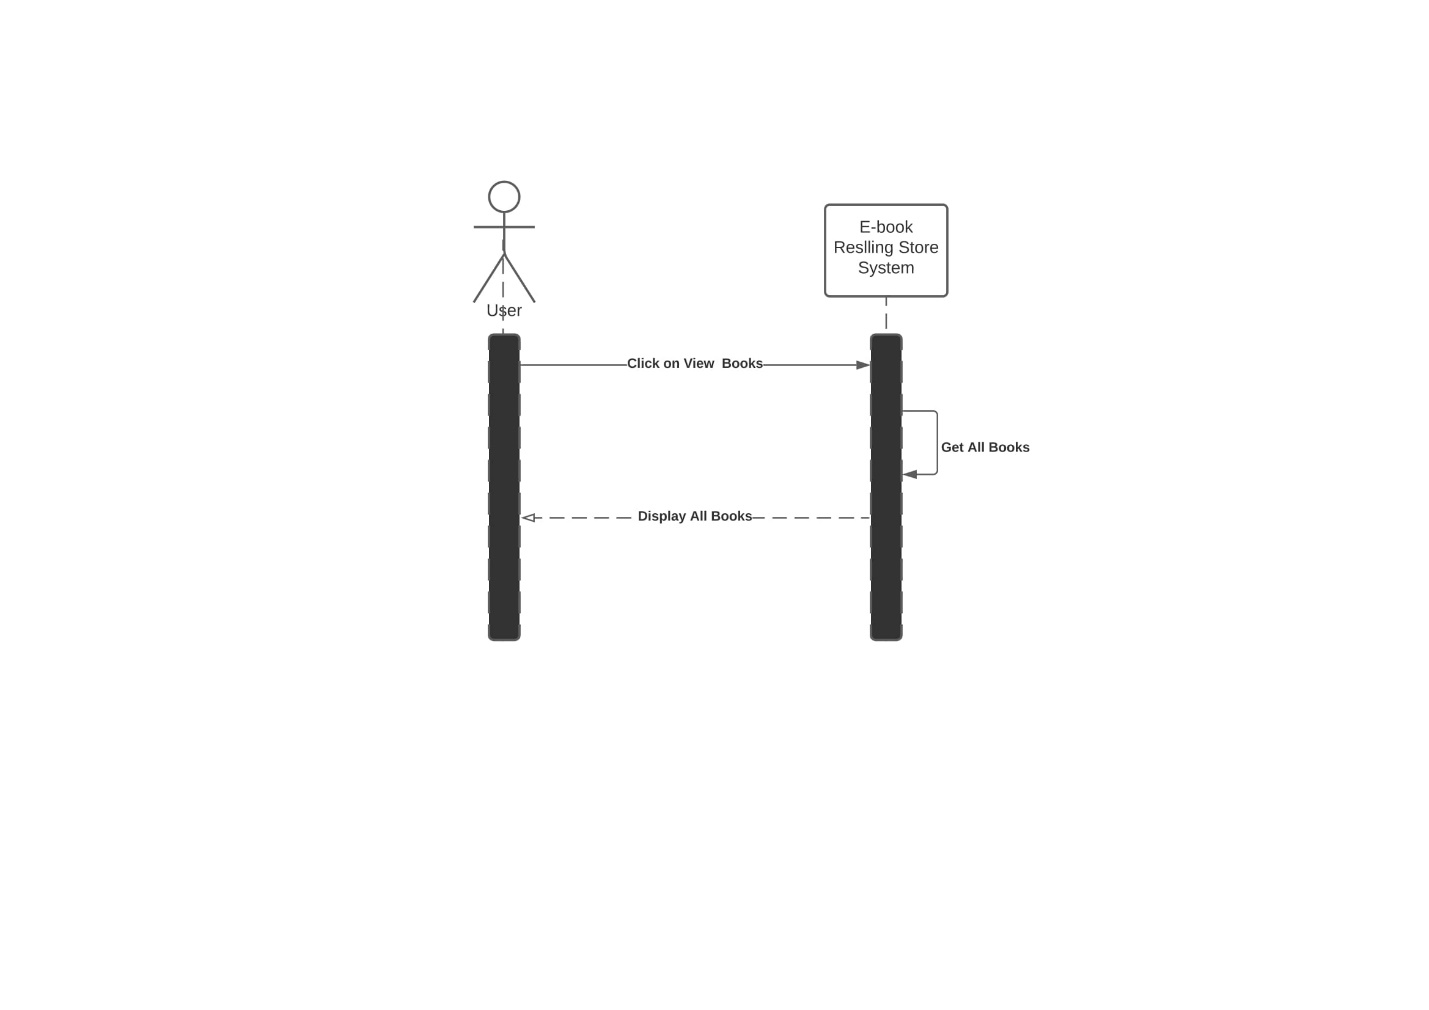 E-book
Reslling Store
System
User
Click on View  Books
Get All Books
Display All Books